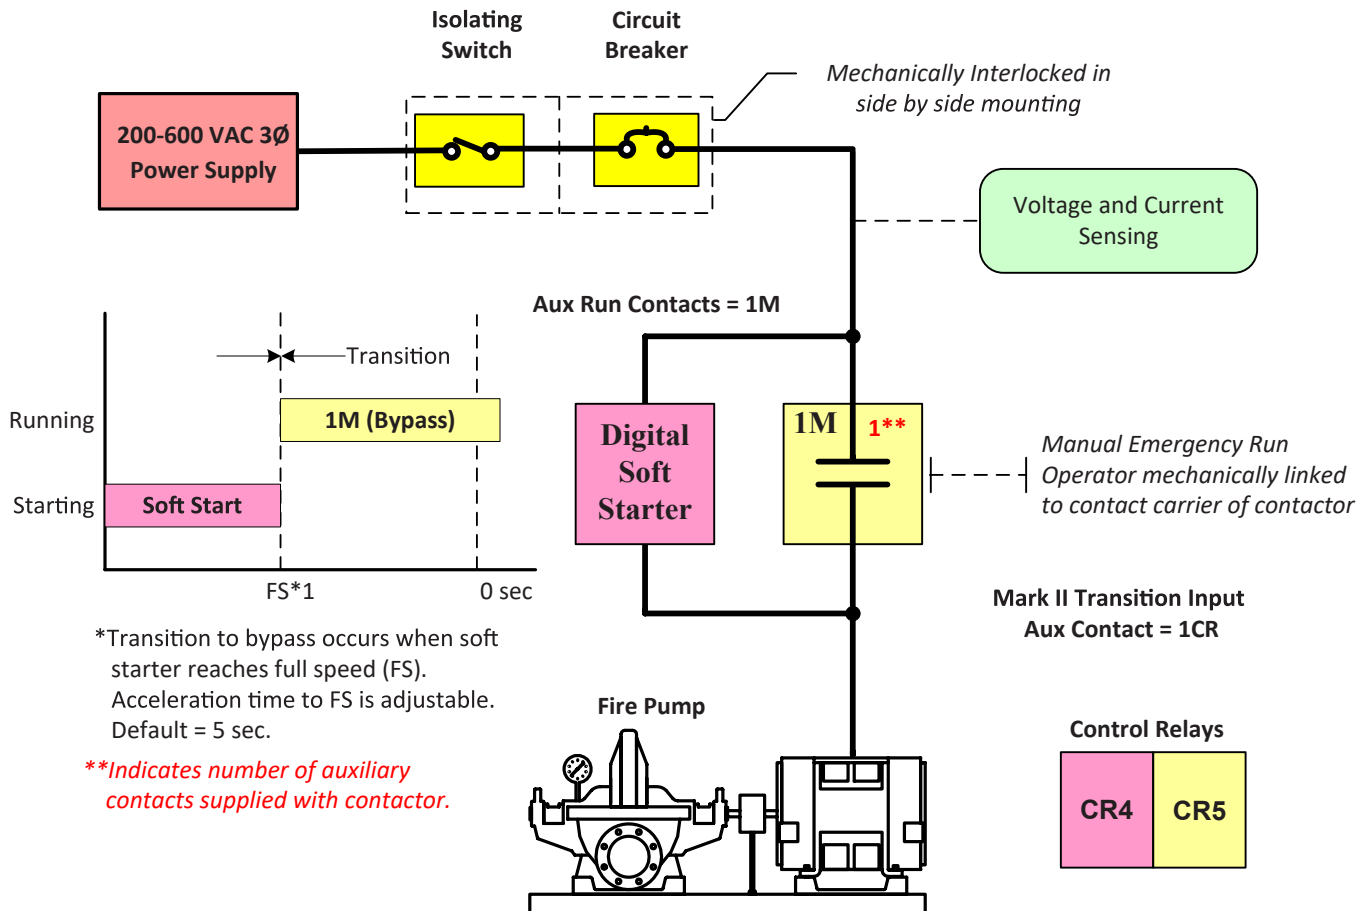 Isolating
Switch
Circuit
Breaker
Mechanically Interlocked in
side by side mounting
200-600 VAC 3Ø
Power Supply
Voltage and Current
Sensing
Aux Run Contacts = 1M
Transition
Running
1M (Bypass)
Starting
Soft Start
FS*1
0 sec
Digital
Soft
Starter
1M
1**
Manual Emergency Run
Operator mechanically linked
to contact carrier of contactor
Mark II Transition Input
Aux Contact = 1CR
*Transition to bypass occurs when soft
starter reaches full speed (FS).
Acceleration time to FS is adjustable.
Default = 5 sec.
**Indicates number of auxiliary
contacts supplied with contactor.
Fire Pump
Control Relays
CR4
CR5